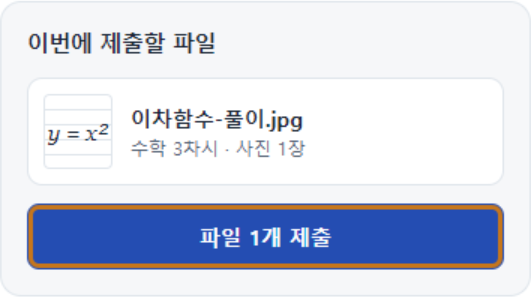 이번에 제출할 파일
y = x²
이차함수-풀이.jpg
수학 3차시 · 사진 1장
파일 1개 제출